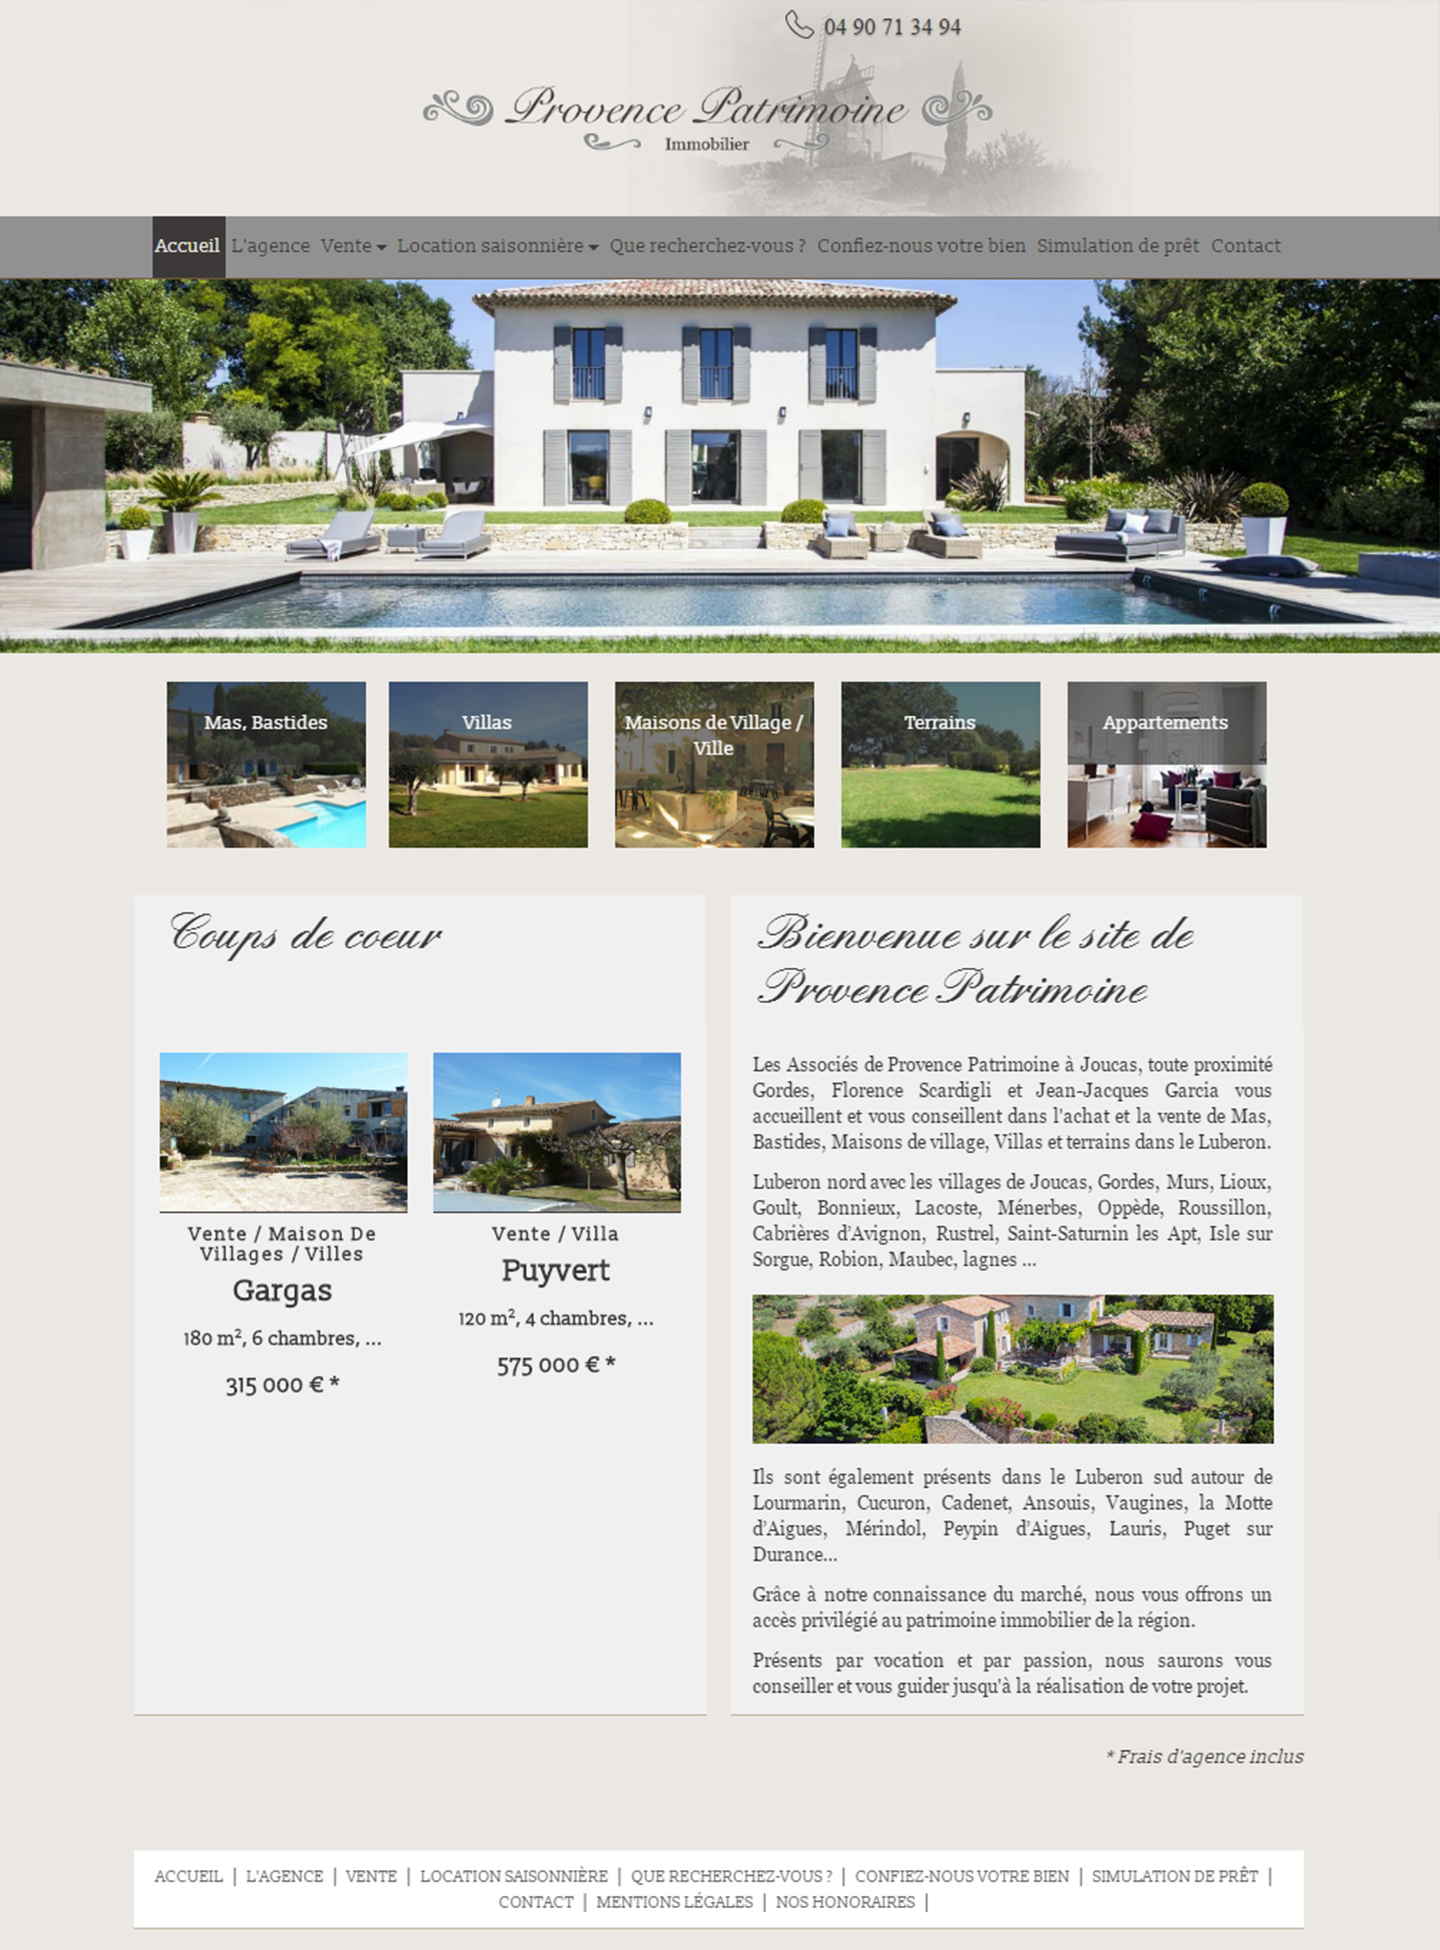 04 90 71 34 94
Provence Patrimoine
Immobilier
Accueil L'agence Vente Location saisonnière Que recherchez-vous ? Confiez-nous votre bien Simulation de prêt Contact
Mas, Bastides
Villas
Maisons de Village /
Ville
Terrains
Appartements
Coups de coeur
Vente / Maison De
Villages / Villes
Gargas
180 m², 6 chambres, ...
315 000 € *
Vente / Villa
Puyvert
120 m², 4 chambres, ...
575 000 € *
Bienvenue sur le site de
Provence Patrimoine
Les Associés de Provence Patrimoine à Joucas, toute proximité
Gordes, Florence Scardigli et Jean-Jacques Garcia vous
accueillent et vous conseillent dans l'achat et la vente de Mas,
Bastides, Maisons de village, Villas et terrains dans le Luberon.
Luberon nord avec les villages de Joucas, Gordes, Murs, Lioux,
Goult, Bonnieux, Lacoste, Ménerbes, Oppède, Roussillon,
Cabrières d’Avignon, Rustrel, Saint-Saturnin les Apt, Isle sur
Sorgue, Robion, Maubec, lagnes ...
Ils sont également présents dans le Luberon sud autour de
Lourmarin, Cucuron, Cadenet, Ansouis, Vaugines, la Motte
d’Aigues, Mérindol, Peypin d’Aigues, Lauris, Puget sur
Durance...
Grâce à notre connaissance du marché, nous vous offrons un
accès privilégié au patrimoine immobilier de la région.
Présents par vocation et par passion, nous saurons vous
conseiller et vous guider jusqu'à la réalisation de votre projet.
* Frais d'agence inclus
ACCUEIL | L'AGENCE | VENTE | LOCATION SAISONNIÈRE | QUE RECHERCHEZ-VOUS ? | CONFIEZ-NOUS VOTRE BIEN | SIMULATION DE PRÊT |
CONTACT | MENTIONS LÉGALES | NOS HONORAIRES |